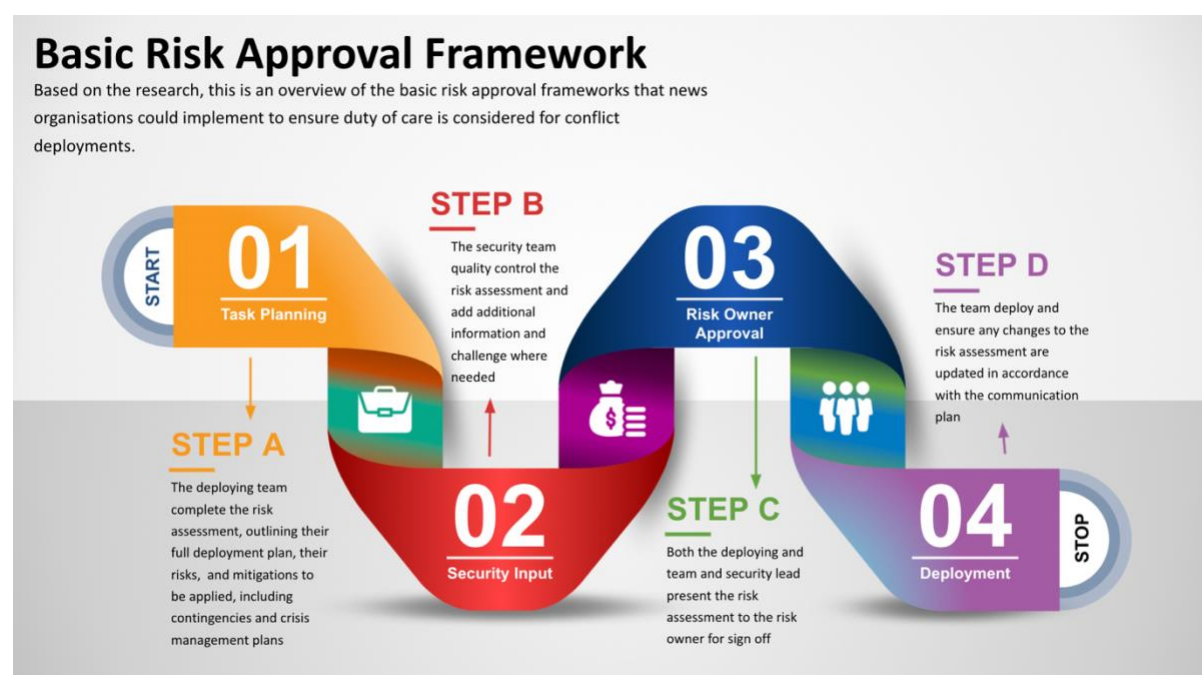 Basic Risk Approval Framework
Based on the research, this is an overview of the basic risk approval frameworks that news
organisations could implement to ensure duty of care is considered for conflict
deployments.
START
01
Task Planning
STEP A
The deploying team
complete the risk
assessment, outlining their
full deployment plan, their
risks, and mitigations to
be applied, including
contingencies and crisis
management plans
STEP B
The security team
quality control the
risk assessment and
add additional
information and
challenge where
needed
02
Security Input
03
Risk Owner
Approval
STEP C
Both the deploying and
team and security lead
present the risk
assessment to the risk
owner for sign off
STEP D
The team deploy and
ensure any changes to the
risk assessment are
updated in accordance
with the communication
plan
04
Deployment
STOP
$